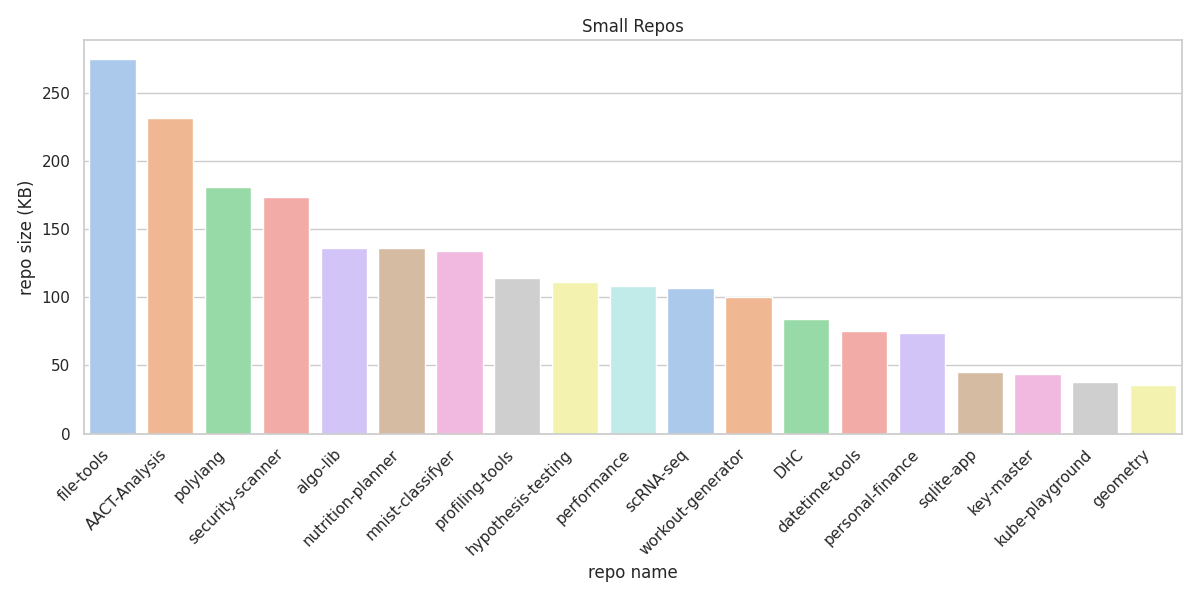 Small Repos
repo size (KB)
250
200
150
100
50
0
file-tools
AACT-Analysis
polylang
security-scanner
algo-lib
nutrition-planner
mnist-classifyer
profiling-tools
hypothesis-testing
performance
scRNA-seq
workout-generator
DHC
datetime-tools
personal-finance
sqlite-app
key-master
kube-playground
geometry
repo name